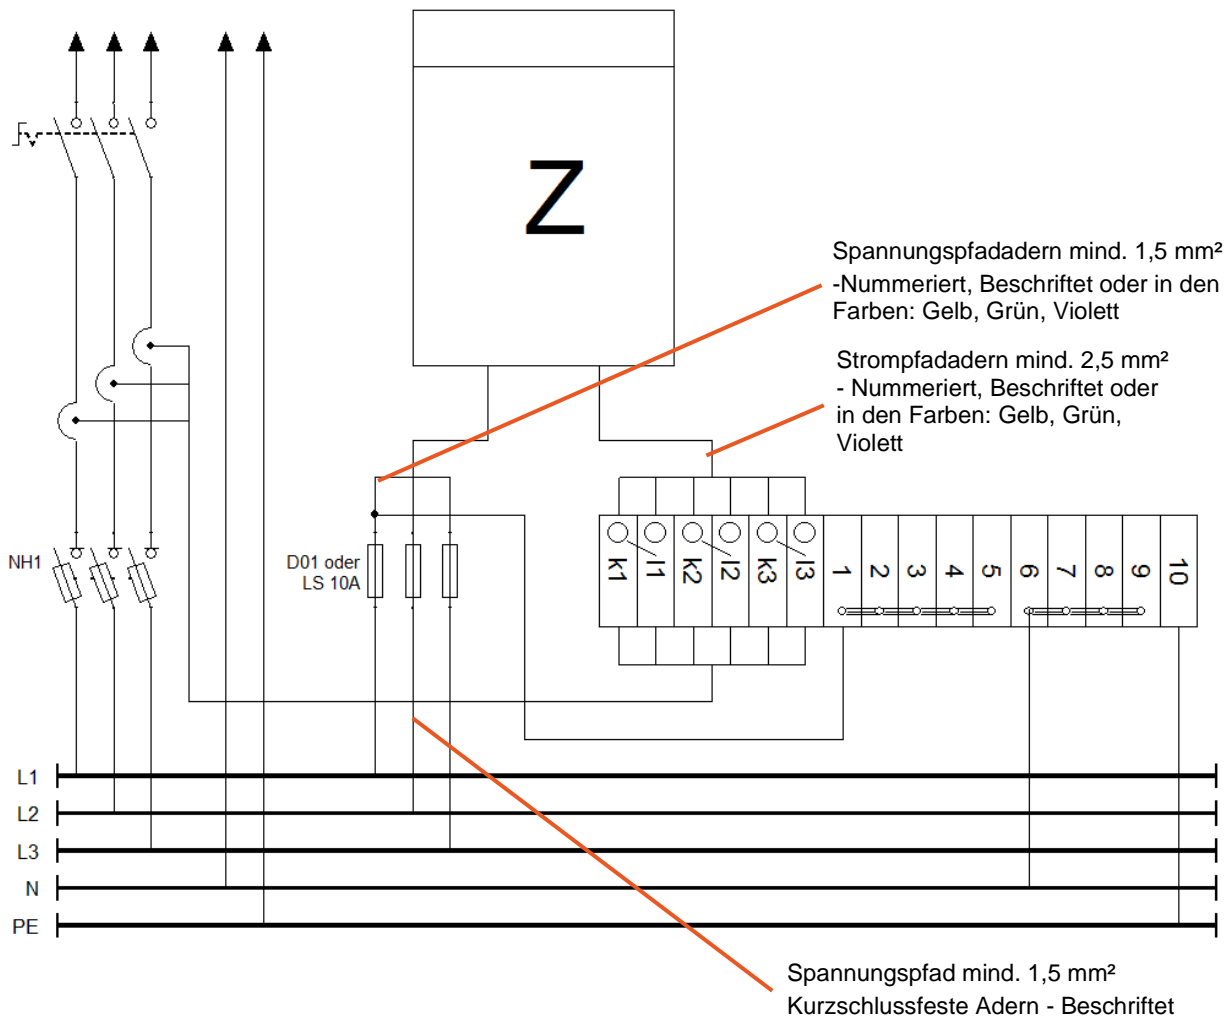 Z
Spannungspfadadern mind. 1,5 mm²
-Nummeriert, Beschriftet oder in den
Farben: Gelb, Grün, Violett
Strompfadadern mind. 2,5 mm²
- Nummeriert, Beschriftet oder
in den Farben: Gelb, Grün,
Violett
NH1
D01 oder
LS 10A
k1 l1 k2 l2 k3 l3 1 2 3 4 5 6 7 8 9 10
L1
L2
L3
N
PE
Spannungspfad mind. 1,5 mm²
Kurzschlussfeste Adern - Beschriftet